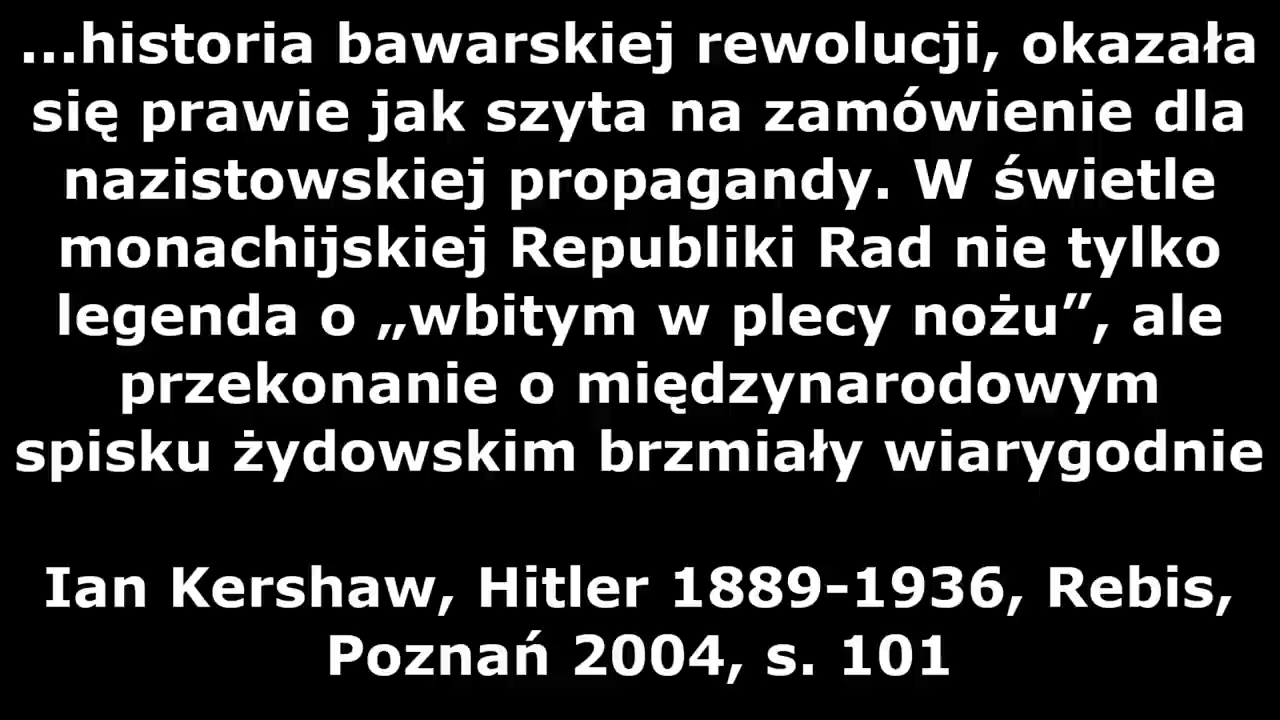 ...historia bawarskiej rewolucji, okazała
się prawie jak szyta na zamówienie dla
nazistowskiej propagandy. W świetle
monachijskiej Republiki Rad nie tylko
legenda o „wbitym w plecy nożu”, ale
przekonanie o międzynarodowym
spisku żydowskim brzmiały wiarygodnie
Ian Kershaw, Hitler 1889-1936, Rebis,
Poznań 2004, s. 101